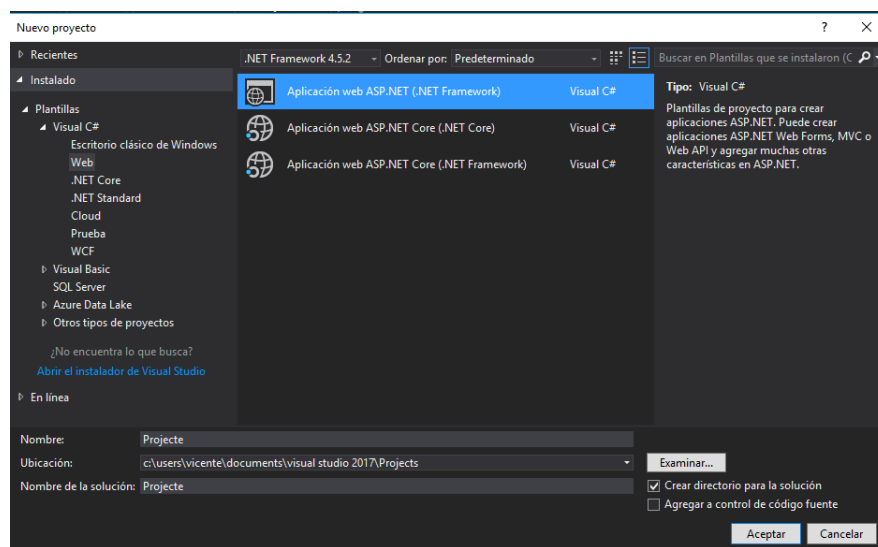 Nuevo proyecto ? ×
Recientes
Instalado
Plantillas
Visual C#
Escritorio clásico de Windows
Web
.NET Core
.NET Standard
Cloud
Prueba
WCF
Visual Basic
SQL Server
Azure Data Lake
Otros tipos de proyectos
¿No encuentra lo que busca?
Abrir el instalador de Visual Studio
En línea
.NET Framework 4.5.2 Ordenar por: Predeterminado
Aplicación web ASP.NET (.NET Framework) Visual C#
Aplicación web ASP.NET Core (.NET Core) Visual C#
Aplicación web ASP.NET Core (.NET Framework) Visual C#
Buscar en Plantillas que se instalaron (C
Tipo: Visual C#
Plantillas de proyecto para crear
aplicaciones ASP.NET. Puede crear
aplicaciones ASP.NET Web Forms, MVC o
Web API y agregar muchas otras
características en ASP.NET.
Nombre: Projecte
Ubicación: c:\users\vicente\documents\visual studio 2017\Projects
Nombre de la solución: Projecte
Examinar...
Crear directorio para la solución
Agregar a control de código fuente
Aceptar Cancelar